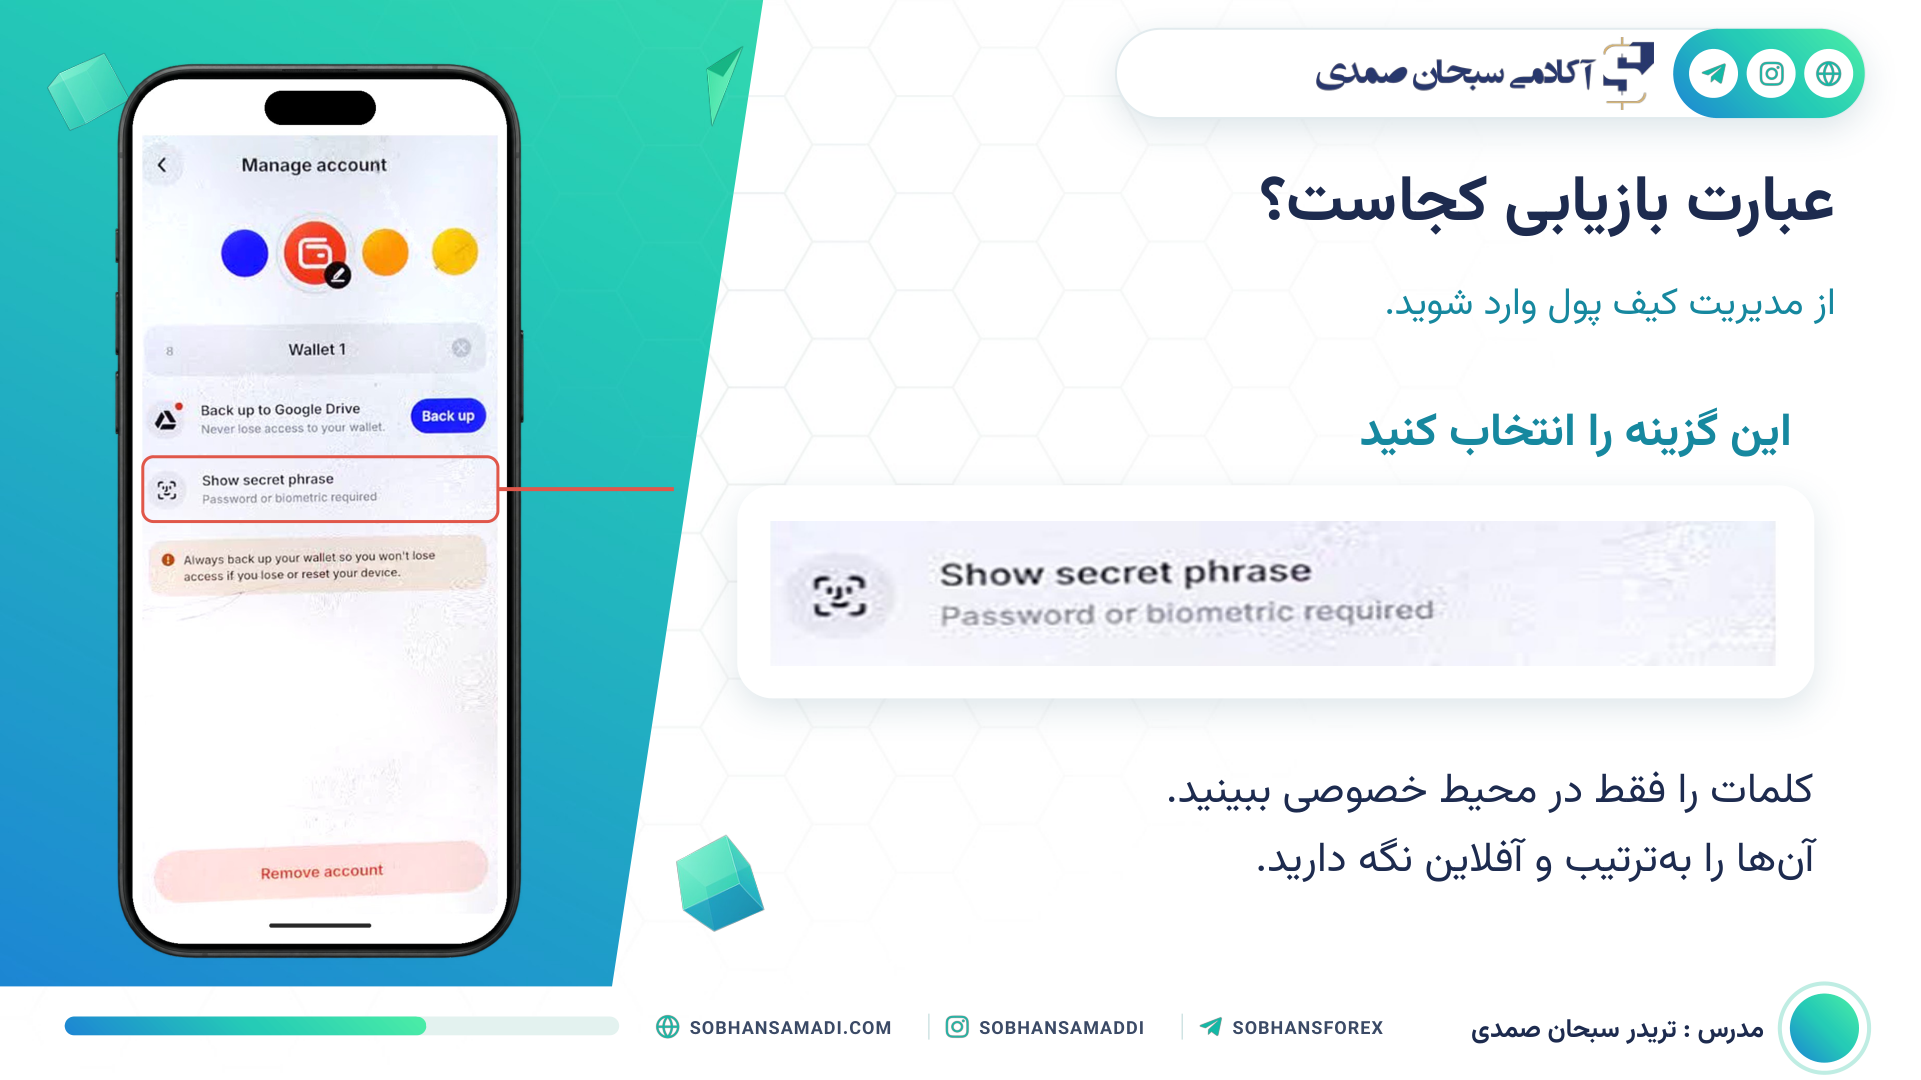 آکادمی سبحان صمدی
عبارت بازیابی کجاست؟
از مدیریت کیف پول وارد شوید.
این گزینه را انتخاب کنید
Show secret phrase
Password or biometric required
کلمات را فقط در محیط خصوصی ببینید.
آن‌ها را به‌ترتیب و آفلاین نگه دارید.
Manage account
8 Wallet 1
Back up to Google Drive
Never lose access to your wallet.
Back up
Show secret phrase
Password or biometric required
Always back up your wallet so you won't lose
access if you lose or reset your device.
Remove account
SOBHANSAMADI.COM
SOBHANSAMADDI
SOBHANSFOREX
مدرس : تریدر سبحان صمدی